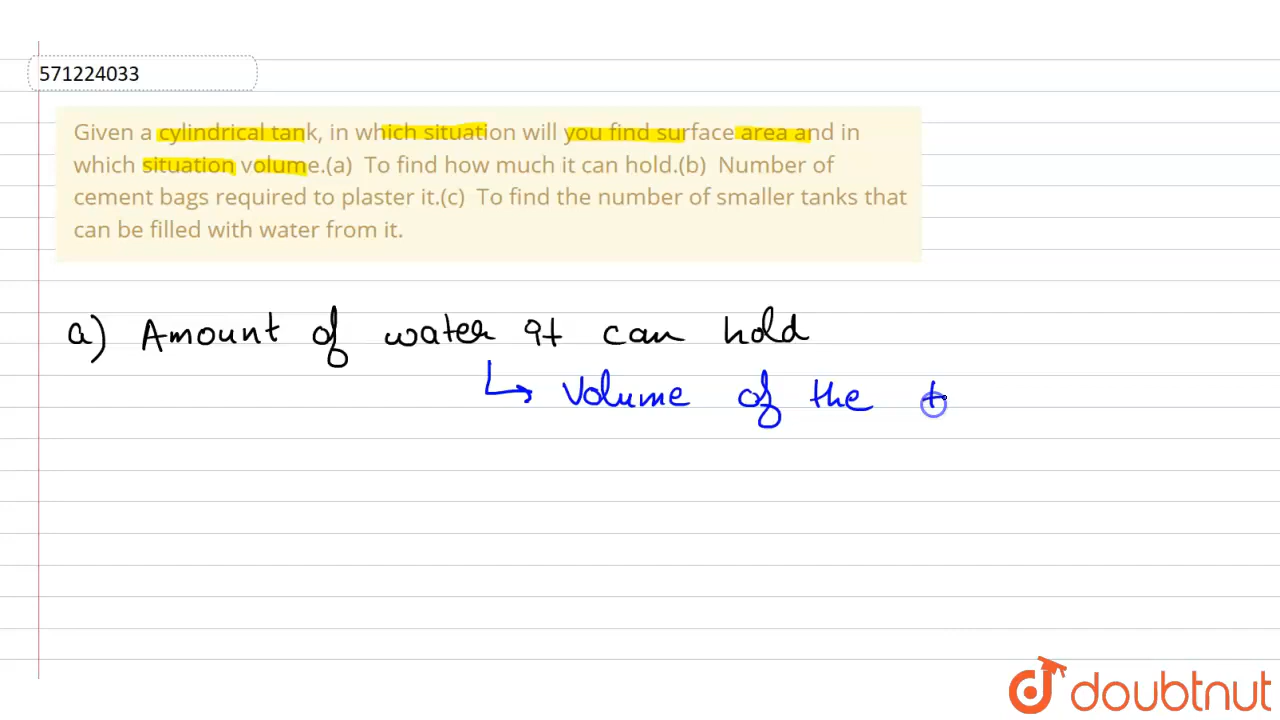 571224033
Given a cylindrical tank, in which situation will you find surface area and in
which situation volume.(a) To find how much it can hold.(b) Number of
cement bags required to plaster it.(c) To find the number of smaller tanks that
can be filled with water from it.
a) Amount of water it can hold
Volume of the t
doubtnut